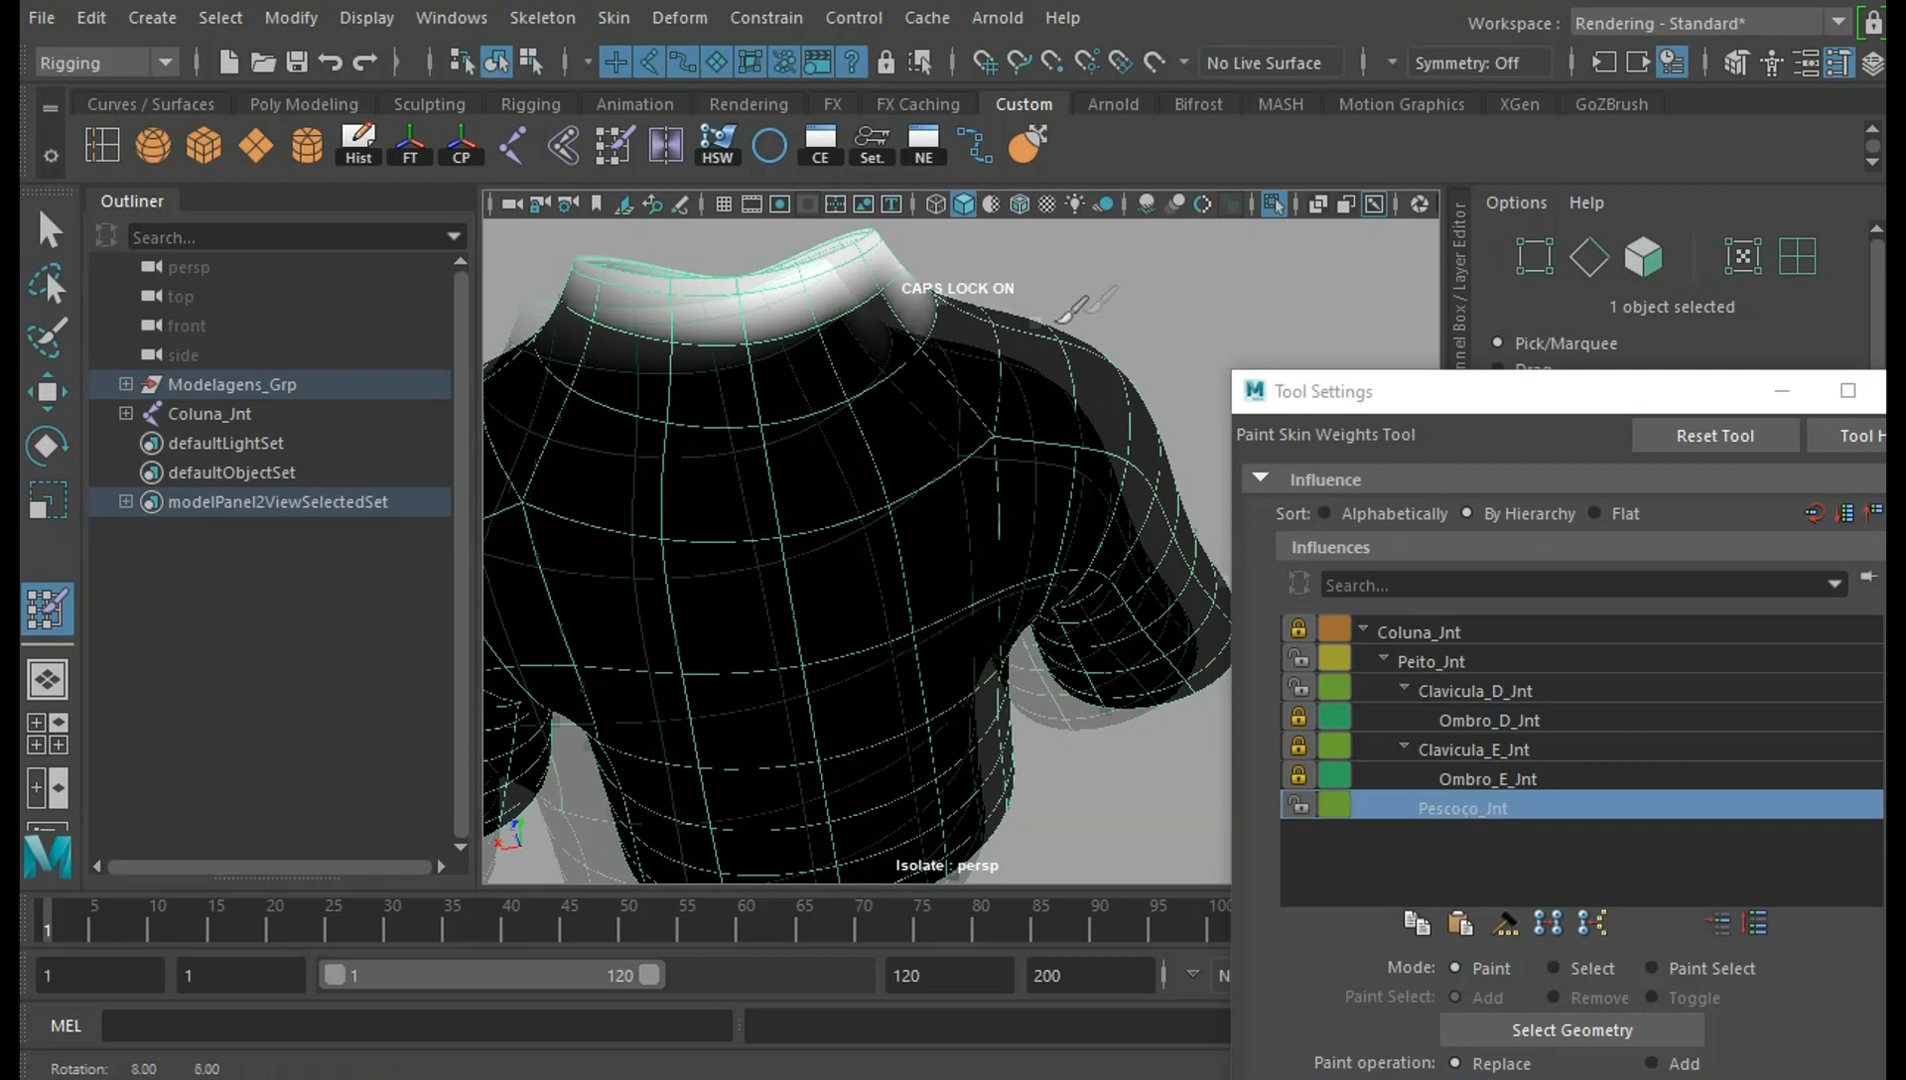 File Edit Create Select Modify Display Windows Skeleton Skin Deform Constrain Control Cache Arnold Help
Workspace : Rendering - Standard*
Rigging
No Live Surface
Symmetry: Off
Curves / Surfaces Poly Modeling Sculpting Rigging Animation Rendering FX FX Caching Custom Arnold Bifrost MASH Motion Graphics XGen GoZBrush
Hist FT CP HSW CE Set. NE
Outliner
Search...
persp
top
front
side
Modelagens_Grp
Coluna_Jnt
defaultLightSet
defaultObjectSet
modelPanel2ViewSelectedSet
CAPS LOCK ON
Isolate : persp
Options Help
1 object selected
Pick/Marquee
Tool Settings
Paint Skin Weights Tool
Reset Tool
Tool H
Influence
Sort: Alphabetically By Hierarchy Flat
Influences
Search...
Coluna_Jnt
Peito_Jnt
Clavicula_D_Jnt
Ombro_D_Jnt
Clavicula_E_Jnt
Ombro_E_Jnt
Pescoço_Jnt
Mode: Paint Select Paint Select
Paint Select: Add Remove Toggle
Select Geometry
Paint operation: Replace Add
5 10 15 20 25 30 35 40 45 50 55 60 65 70 75 80 85 90 95 100
1
1 1 1 120 120 200 N
MEL
Rotation: 8.00 6.00